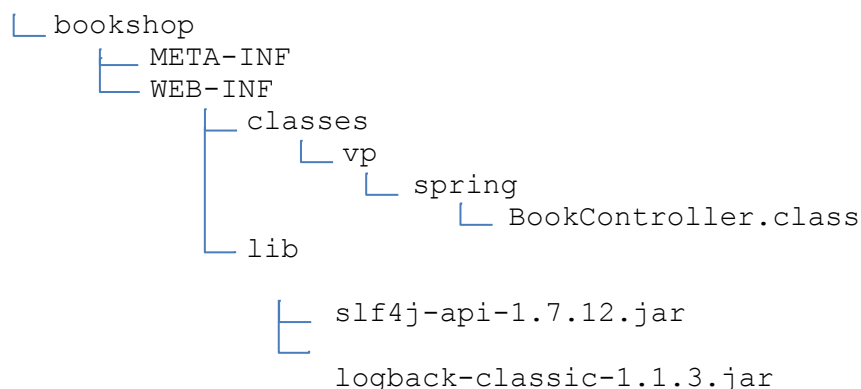 bookshop
META-INF
WEB-INF
classes
vp
spring
BookController.class
lib
slf4j-api-1.7.12.jar
logback-classic-1.1.3.jar